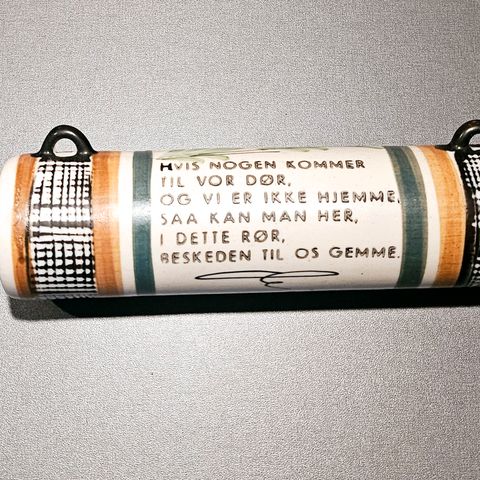 HVIS NOGEN KOMMER
TIL VOR DØR,
OG VI ER IKKE HJEMME,
SAA KAN MAN HER,
I DETTE RØR,
BESKEDEN TIL OS GEMME.